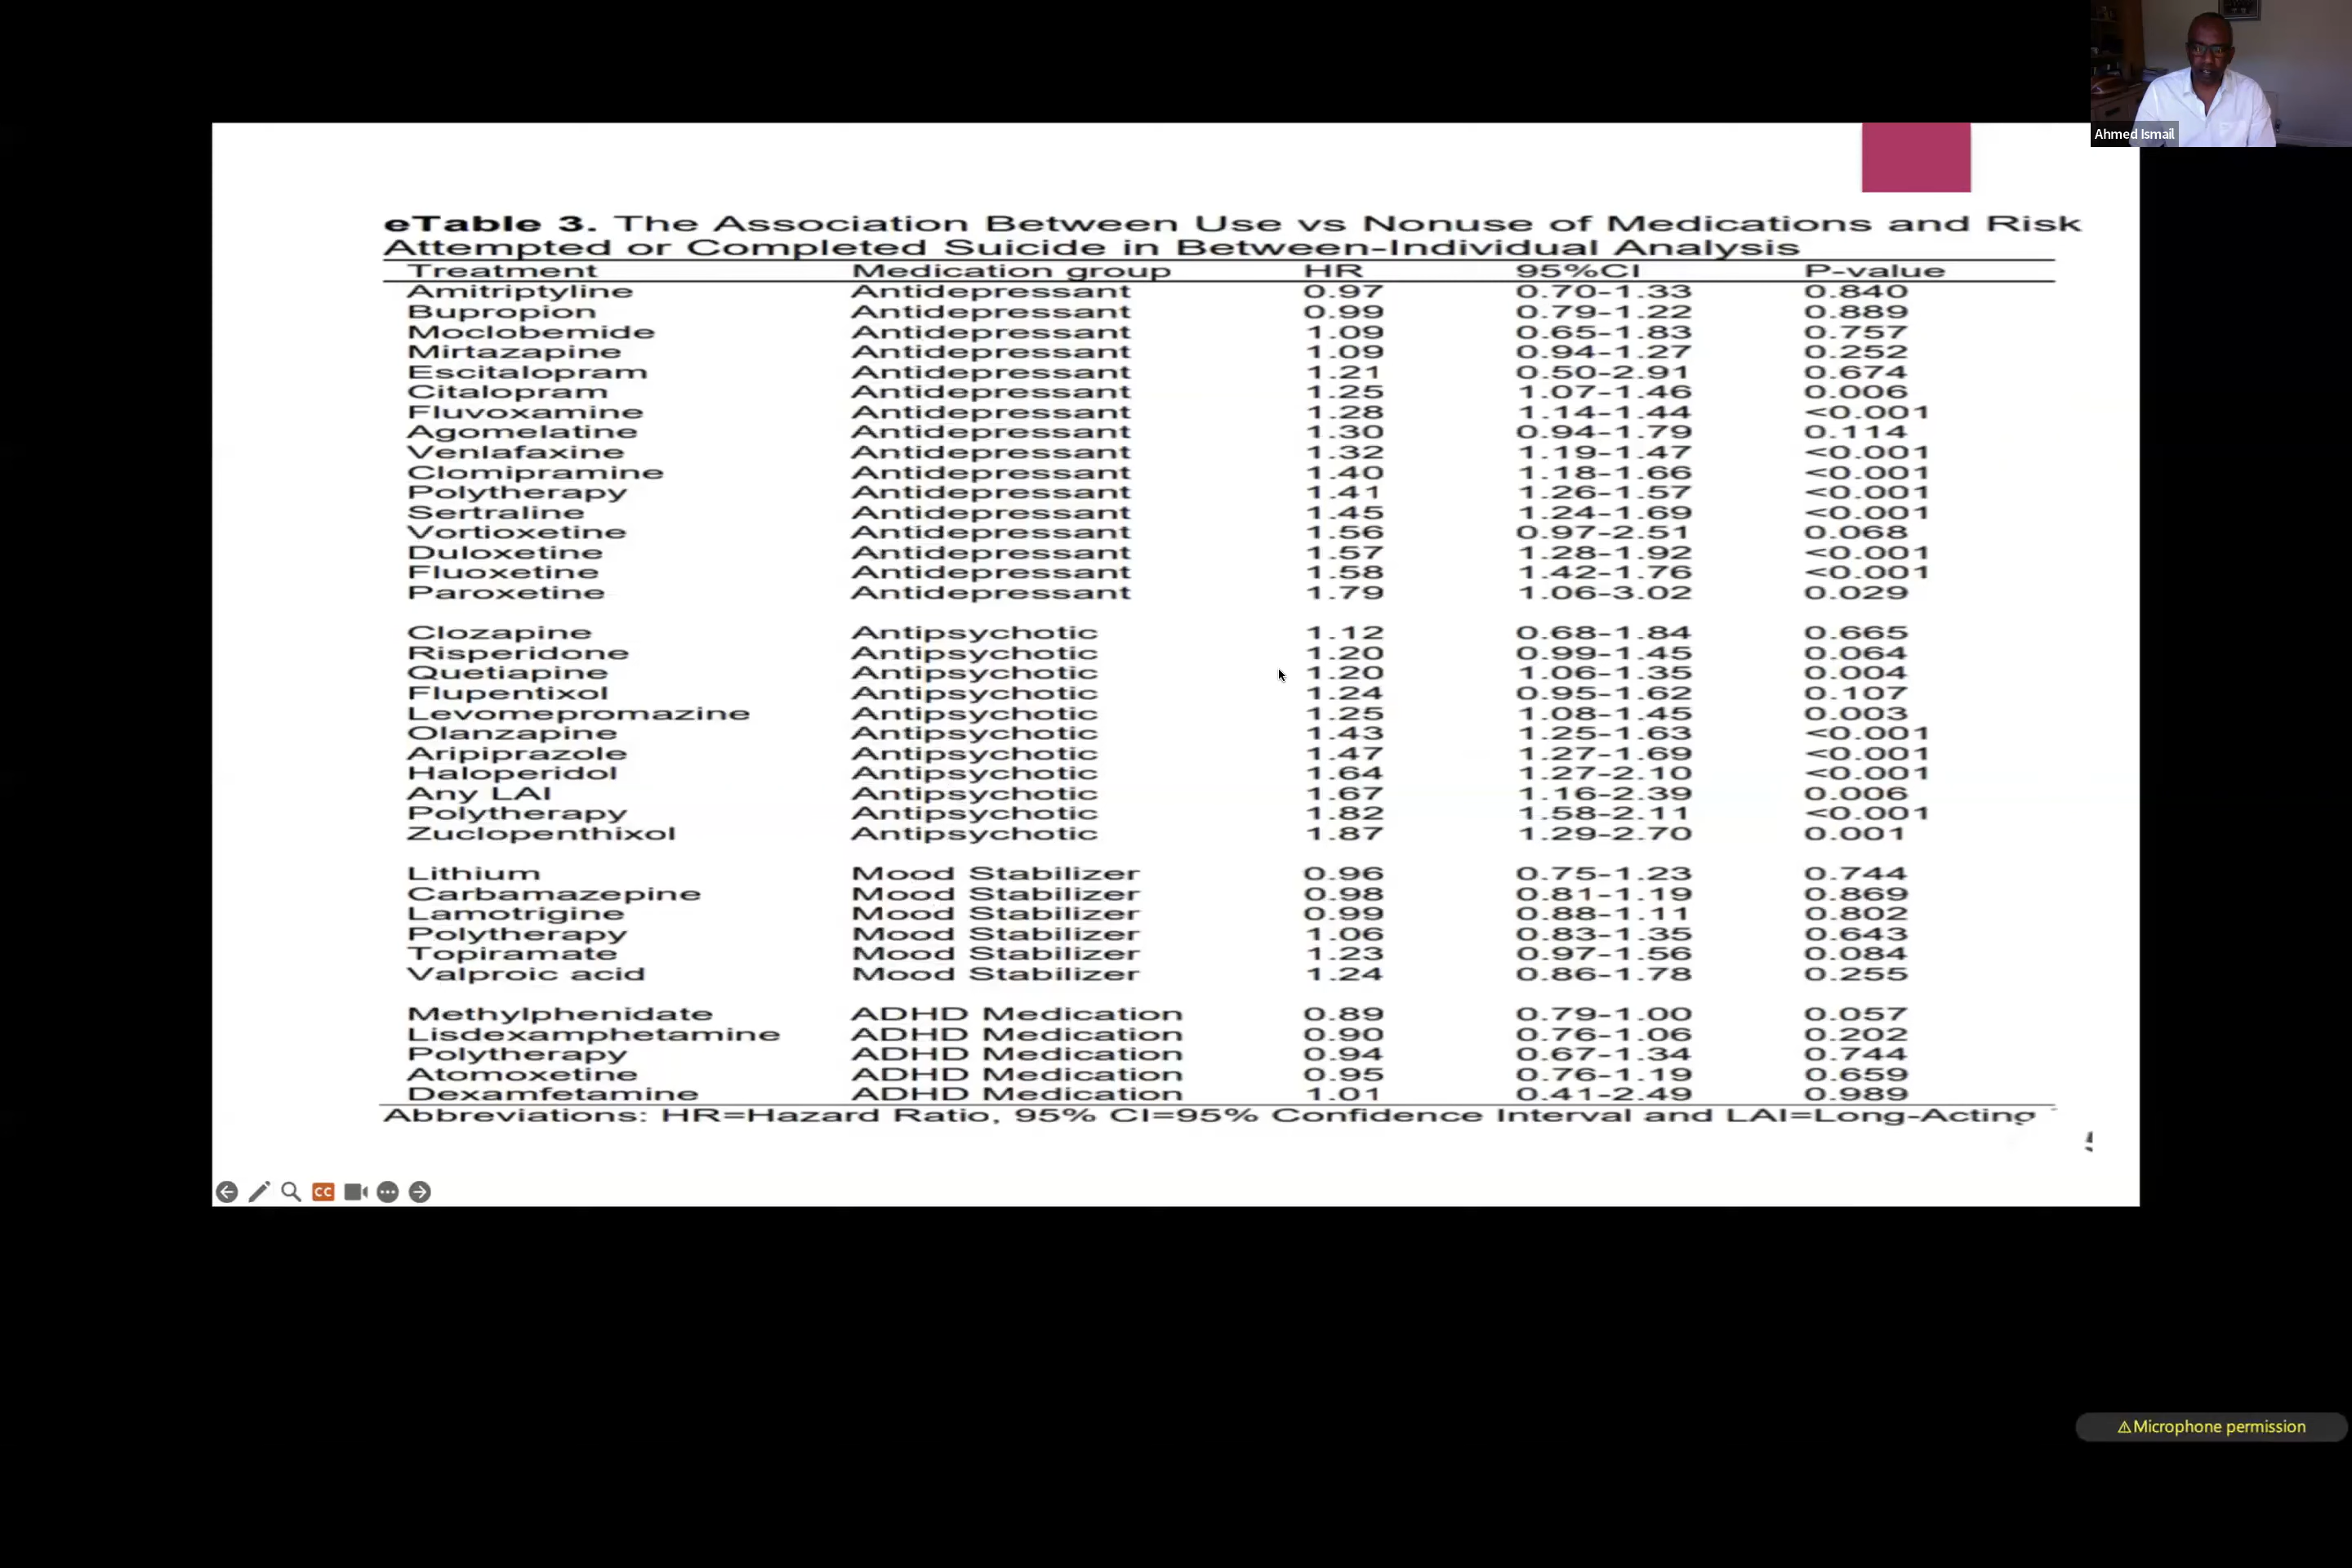 Ahmed Ismail
eTable 3. The Association Between Use vs Nonuse of Medications and Risk
Attempted or Completed Suicide in Between-Individual Analysis
Treatment Medication group HR 95%CI P-value
Amitriptyline Antidepressant 0.97 0.70-1.33 0.840
Bupropion Antidepressant 0.99 0.79-1.22 0.889
Moclobemide Antidepressant 1.09 0.65-1.83 0.757
Mirtazapine Antidepressant 1.09 0.94-1.27 0.252
Escitalopram Antidepressant 1.21 0.50-2.91 0.674
Citalopram Antidepressant 1.25 1.07-1.46 0.006
Fluvoxamine Antidepressant 1.28 1.14-1.44 <0.001
Agomelatine Antidepressant 1.30 0.94-1.79 0.114
Venlafaxine Antidepressant 1.32 1.19-1.47 <0.001
Clomipramine Antidepressant 1.40 1.18-1.66 <0.001
Polytherapy Antidepressant 1.41 1.26-1.57 <0.001
Sertraline Antidepressant 1.45 1.24-1.69 <0.001
Vortioxetine Antidepressant 1.56 0.97-2.51 0.068
Duloxetine Antidepressant 1.57 1.28-1.92 <0.001
Fluoxetine Antidepressant 1.58 1.42-1.76 <0.001
Paroxetine Antidepressant 1.79 1.06-3.02 0.029
Clozapine Antipsychotic 1.12 0.68-1.84 0.665
Risperidone Antipsychotic 1.20 0.99-1.45 0.064
Quetiapine Antipsychotic 1.20 1.06-1.35 0.004
Flupentixol Antipsychotic 1.24 0.95-1.62 0.107
Levomepromazine Antipsychotic 1.25 1.08-1.45 0.003
Olanzapine Antipsychotic 1.43 1.25-1.63 <0.001
Aripiprazole Antipsychotic 1.47 1.27-1.69 <0.001
Haloperidol Antipsychotic 1.64 1.27-2.10 <0.001
Any LAI Antipsychotic 1.67 1.16-2.39 0.006
Polytherapy Antipsychotic 1.82 1.58-2.11 <0.001
Zuclopenthixol Antipsychotic 1.87 1.29-2.70 0.001
Lithium Mood Stabilizer 0.96 0.75-1.23 0.744
Carbamazepine Mood Stabilizer 0.98 0.81-1.19 0.869
Lamotrigine Mood Stabilizer 0.99 0.88-1.11 0.802
Polytherapy Mood Stabilizer 1.06 0.83-1.35 0.643
Topiramate Mood Stabilizer 1.23 0.97-1.56 0.084
Valproic acid Mood Stabilizer 1.24 0.86-1.78 0.255
Methylphenidate ADHD Medication 0.89 0.79-1.00 0.057
Lisdexamphetamine ADHD Medication 0.90 0.76-1.06 0.202
Polytherapy ADHD Medication 0.94 0.67-1.34 0.744
Atomoxetine ADHD Medication 0.95 0.76-1.19 0.659
Dexamfetamine ADHD Medication 1.01 0.41-2.49 0.989
Abbreviations: HR=Hazard Ratio, 95% CI=95% Confidence Interval and LAI=Long-Acting
CC
Microphone permission